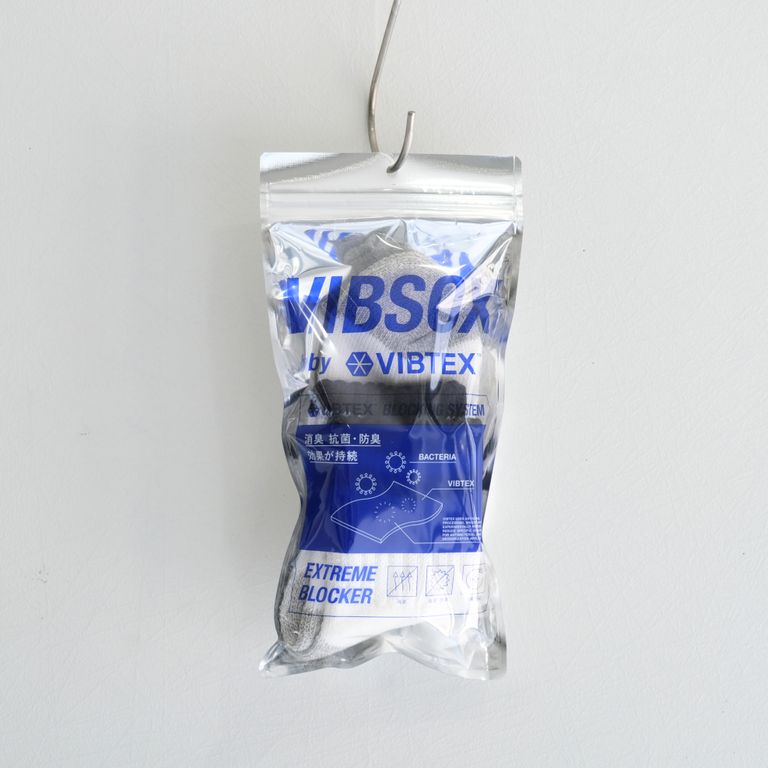 VIBSOX
by VIBTEX™
VIBTEX BLOCKING SYSTEM
消臭 抗菌・防臭
効果が持続
BACTERIA
VIBTEX
EXTREME
BLOCKER